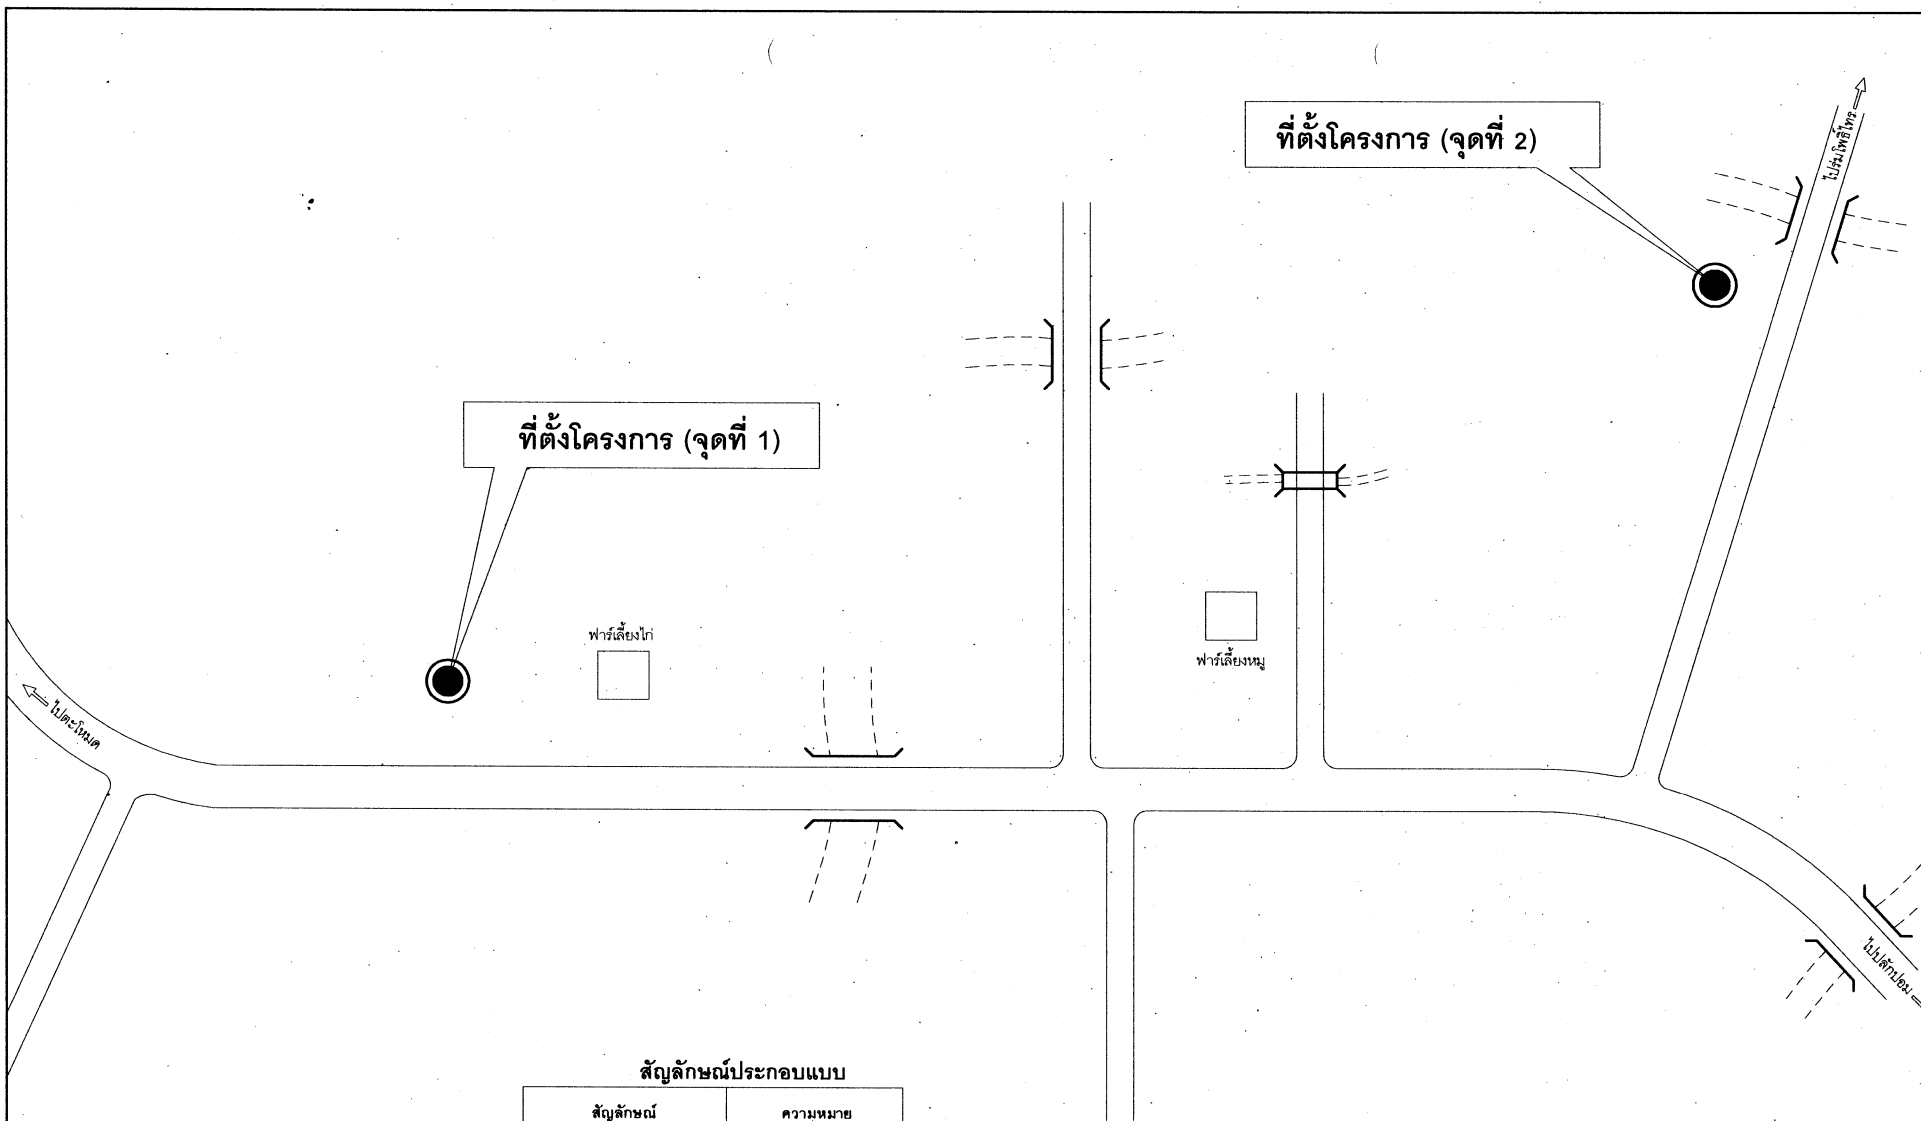 ที่ตั้งโครงการ (จุดที่ 2)
ไปร่มโพธิ์ไทร
ที่ตั้งโครงการ (จุดที่ 1)
ฟาร์เลี้ยงไก่
ฟาร์เลี้ยงหมู
ไปตะโหมด
ไปปลักปอม
สัญลักษณ์ประกอบแบบ
สัญลักษณ์ ความหมาย